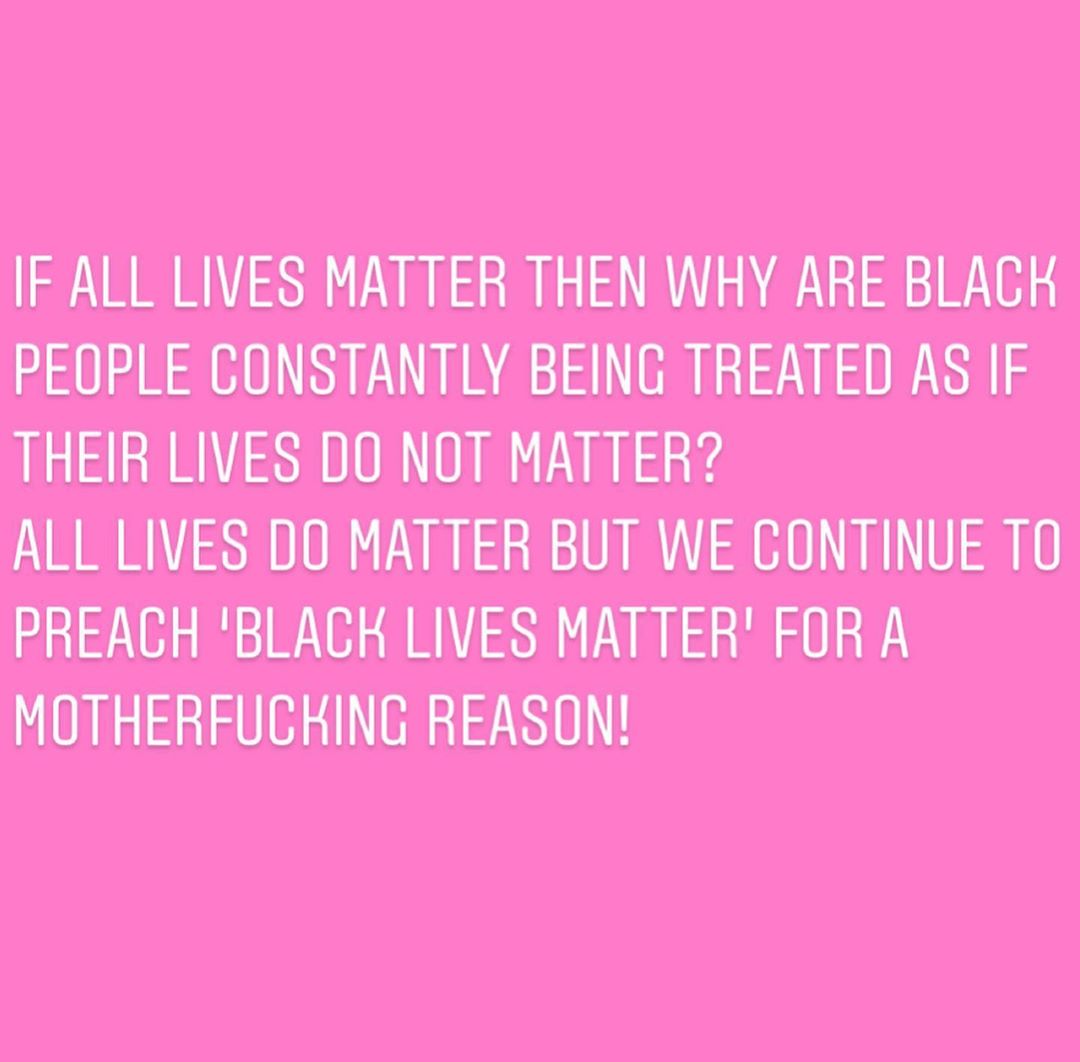 IF ALL LIVES MATTER THEN WHY ARE BLACK
PEOPLE CONSTANTLY BEING TREATED AS IF
THEIR LIVES DO NOT MATTER?
ALL LIVES DO MATTER BUT WE CONTINUE TO
PREACH 'BLACK LIVES MATTER' FOR A
MOTHERFUCKING REASON!